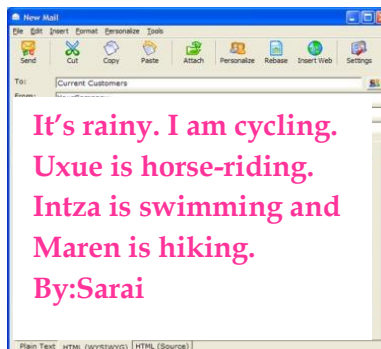 New Mail
File Edit Insert Format Personalize Tools
Send Cut Copy Paste Attach Personalize Rebase Insert Web Settings
To: Current Customers
From:
It's rainy. I am cycling.
Uxue is horse-riding.
Intza is swimming and
Maren is hiking.
By:Sarai
Plain Text HTML (WYSIWYG) HTML (Source)